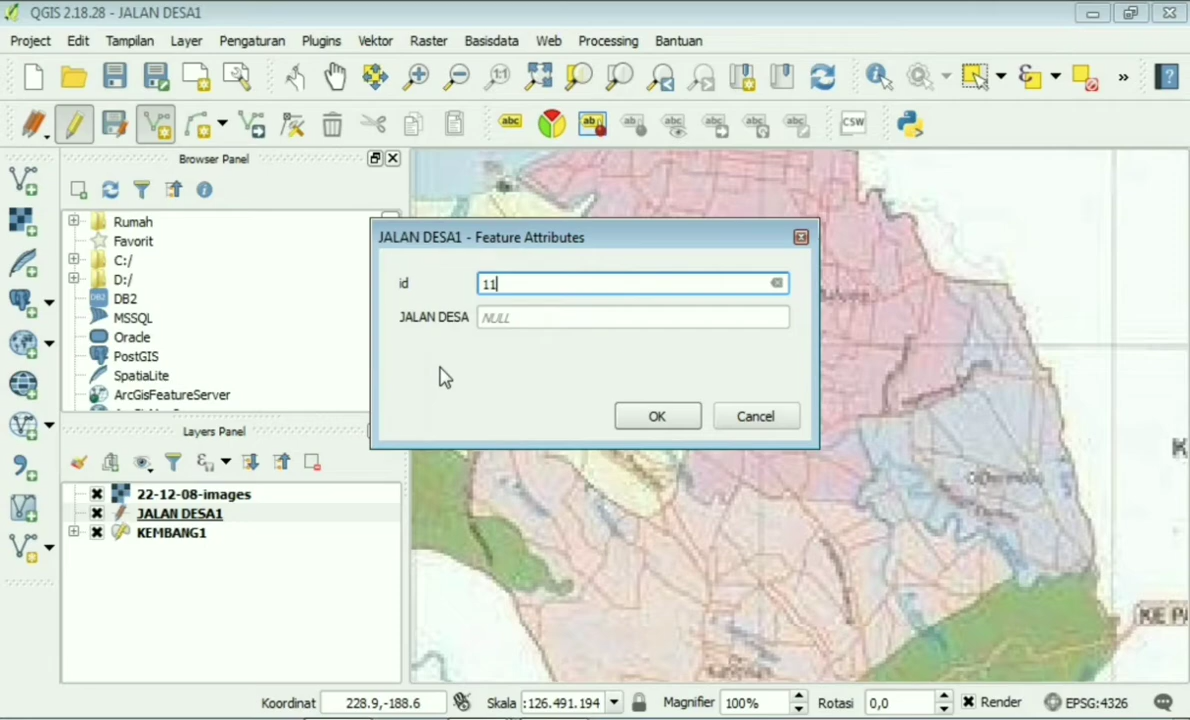 QGIS 2.18.28 - JALAN DESA1
Project Edit Tampilan Layer Pengaturan Plugins Vektor Raster Basisdata Web Processing Bantuan
abc
CSW
Browser Panel
Rumah
Favorit
C:/
D:/
DB2
MSSQL
Oracle
PostGIS
SpatiaLite
ArcGisFeatureServer
JALAN DESA1 - Feature Attributes
id 11
JALAN DESA NULL
OK Cancel
Layers Panel
22-12-08-images
JALAN DESA1
KEMBANG1
Koordinat 228.9,-188.6 Skala :126.491.194 Magnifier 100% Rotasi 0,0 Render EPSG:4326